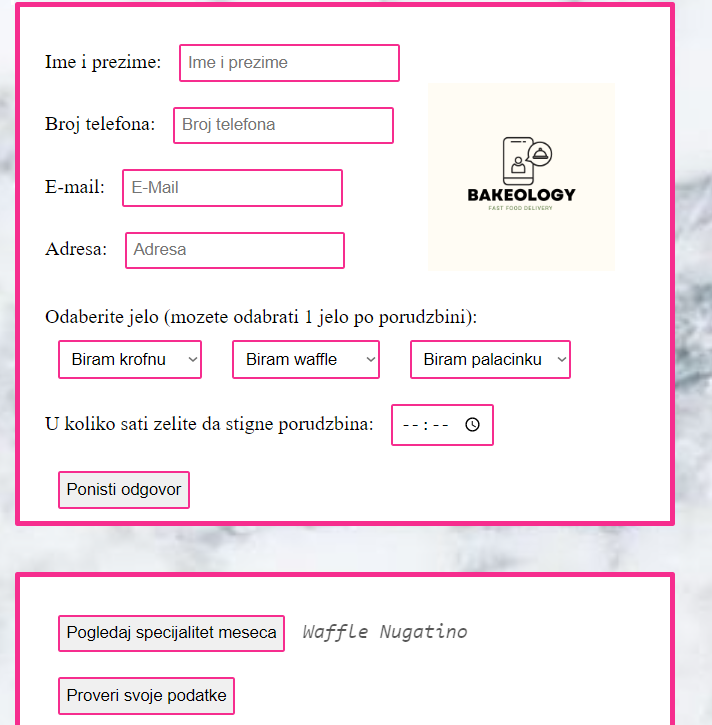 Ime i prezime: Ime i prezime
Broj telefona: Broj telefona
E-mail: E-Mail
Adresa: Adresa
BAKEOLOGY
FAST FOOD DELIVERY
Odaberite jelo (mozete odabrati 1 jelo po porudzbini):
Biram krofnu Biram waffle Biram palacinku
U koliko sati zelite da stigne porudzbina: --:--
Ponisti odgovor
Pogledaj specijalitet meseca Waffle Nugatino
Proveri svoje podatke